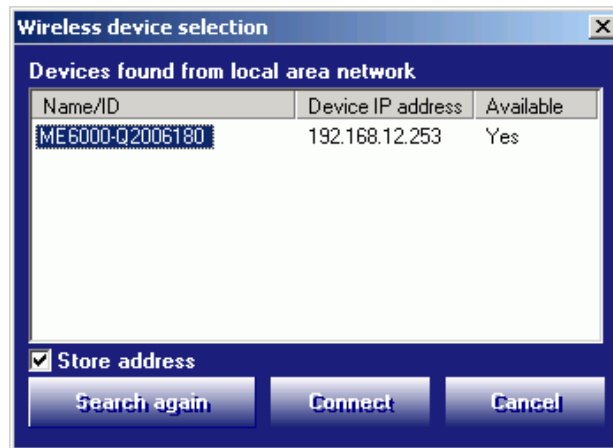 Wireless device selection
Devices found from local area network
Name/ID Device IP address Available
ME6000-Q2006180 192.168.12.253 Yes
Store address
Search again Connect Cancel